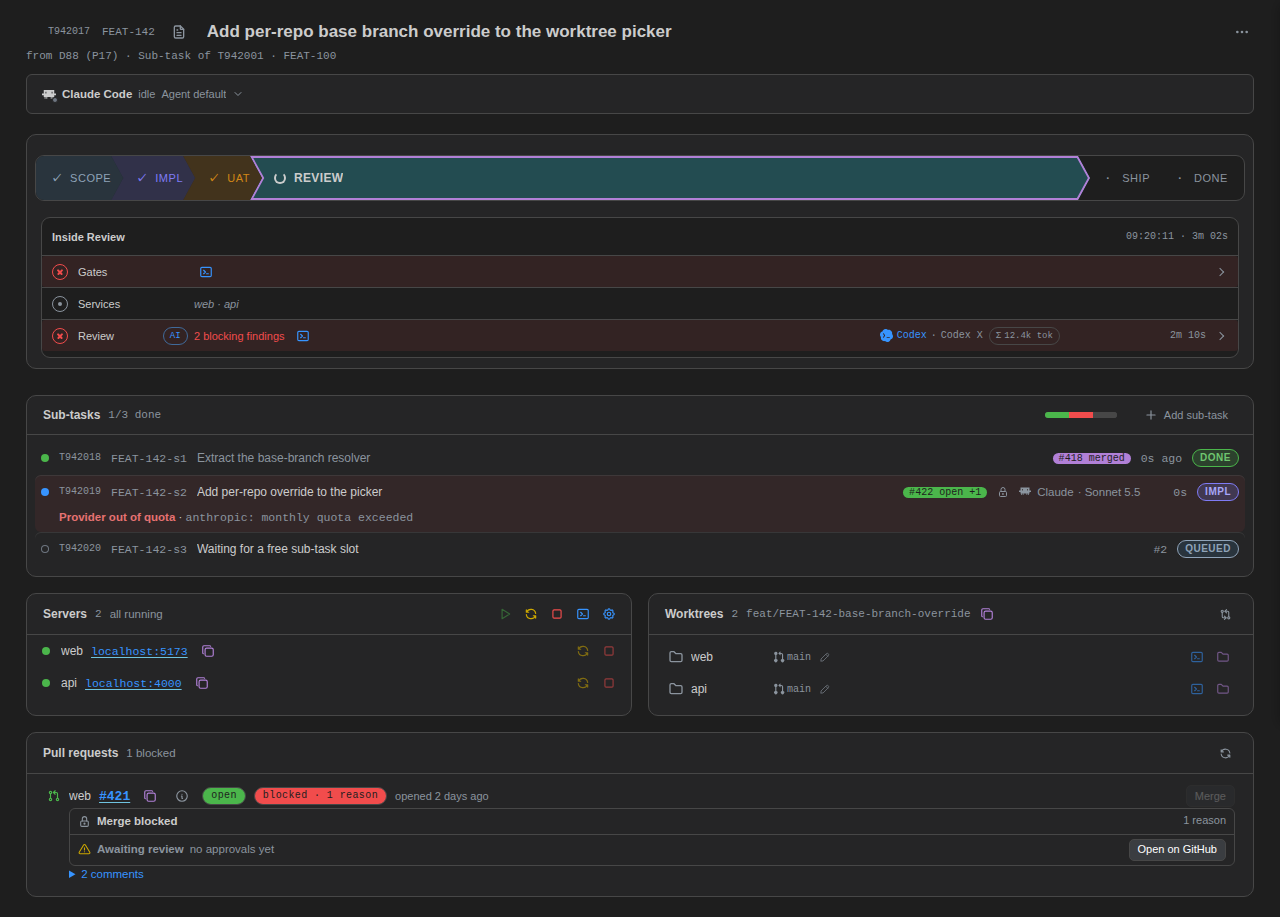 T942017 FEAT-142 Add per-repo base branch override to the worktree picker
from D88 (P17) · Sub-task of T942001 · FEAT-100
Claude Code idle Agent default
SCOPE IMPL UAT REVIEW · SHIP · DONE
Inside Review 09:20:11 · 3m 02s
Gates
Services web · api
Review AI 2 blocking findings Codex · Codex X Σ 12.4k tok 2m 10s
Sub-tasks 1/3 done Add sub-task
T942018 FEAT-142-s1 Extract the base-branch resolver #418 merged 0s ago DONE
T942019 FEAT-142-s2 Add per-repo override to the picker #422 open +1 Claude · Sonnet 5.5 0s IMPL
Provider out of quota · anthropic: monthly quota exceeded
T942020 FEAT-142-s3 Waiting for a free sub-task slot #2 QUEUED
Servers 2 all running
web localhost:5173
api localhost:4000
Worktrees 2 feat/FEAT-142-base-branch-override
web main
api main
Pull requests 1 blocked
web #421 open blocked · 1 reason opened 2 days ago Merge
Merge blocked 1 reason
Awaiting review no approvals yet Open on GitHub
2 comments